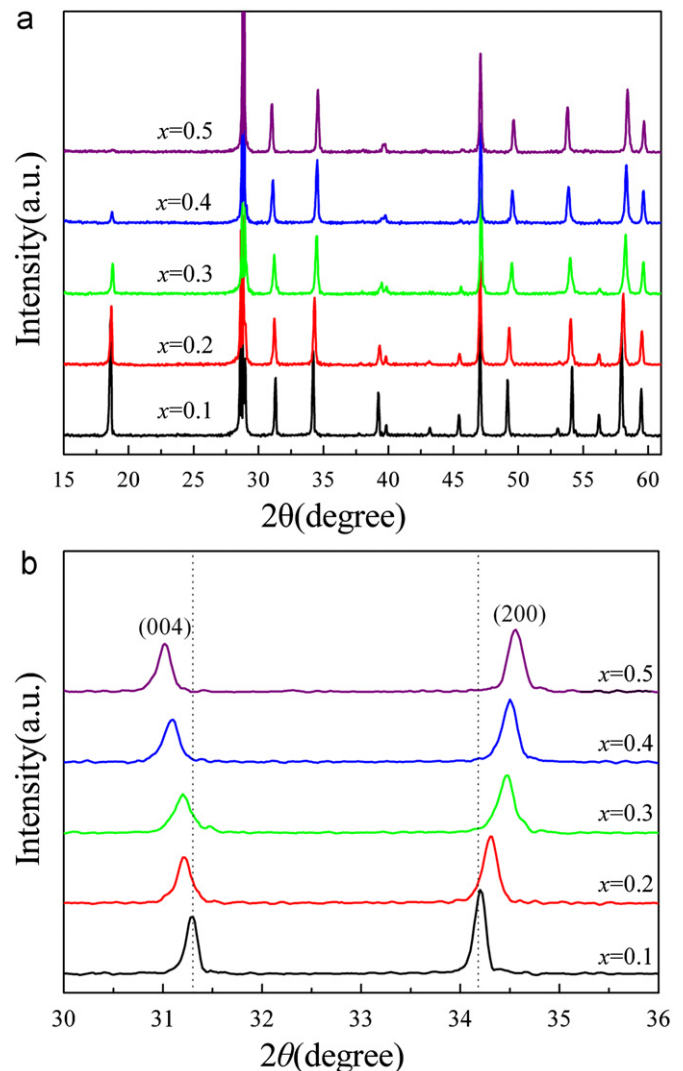 a
x=0.5
x=0.4
x=0.3
x=0.2
x=0.1
Intensity(a.u.)
15 20 25 30 35 40 45 50 55 60
2θ(degree)
b
(004) (200)
x=0.5
x=0.4
x=0.3
x=0.2
x=0.1
Intensity(a.u.)
30 31 32 33 34 35 36
2θ(degree)